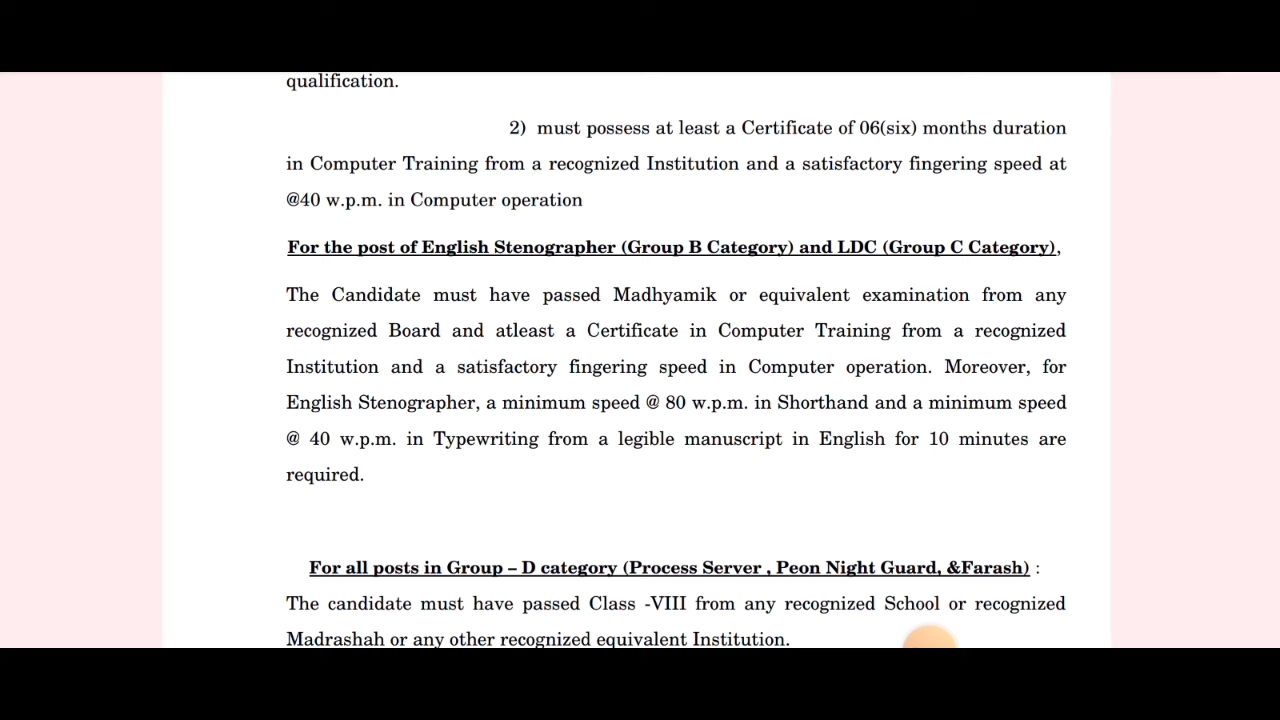 qualification.
2) must possess at least a Certificate of 06(six) months duration
in Computer Training from a recognized Institution and a satisfactory fingering speed at
@40 w.p.m. in Computer operation
For the post of English Stenographer (Group B Category) and LDC (Group C Category),
The Candidate must have passed Madhyamik or equivalent examination from any
recognized Board and atleast a Certificate in Computer Training from a recognized
Institution and a satisfactory fingering speed in Computer operation. Moreover, for
English Stenographer, a minimum speed @ 80 w.p.m. in Shorthand and a minimum speed
@ 40 w.p.m. in Typewriting from a legible manuscript in English for 10 minutes are
required.
For all posts in Group – D category (Process Server , Peon Night Guard, &Farash) :
The candidate must have passed Class -VIII from any recognized School or recognized
Madrashah or any other recognized equivalent Institution.